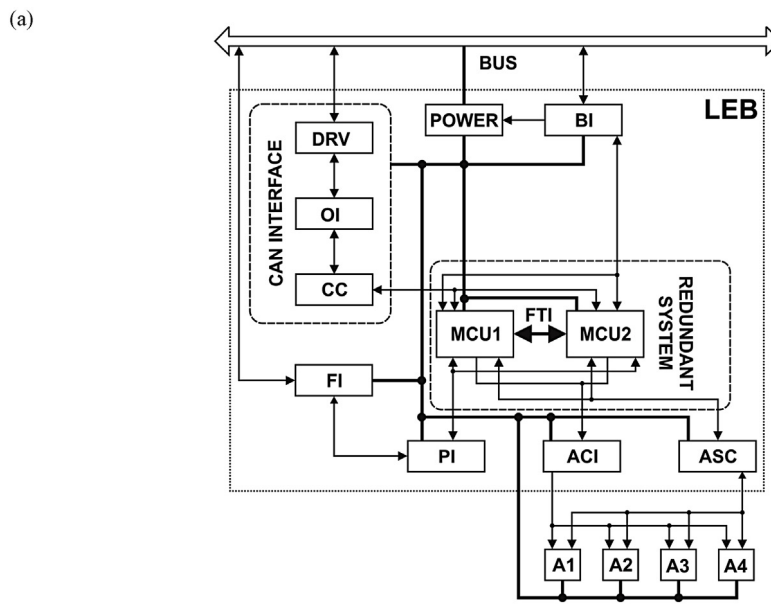 (a)
BUS
LEB
POWER
BI
DRV
OI
CC
CAN INTERFACE
REDUNDANT
SYSTEM
MCU1
FTI
MCU2
FI
PI
ACI
ASC
A1
A2
A3
A4